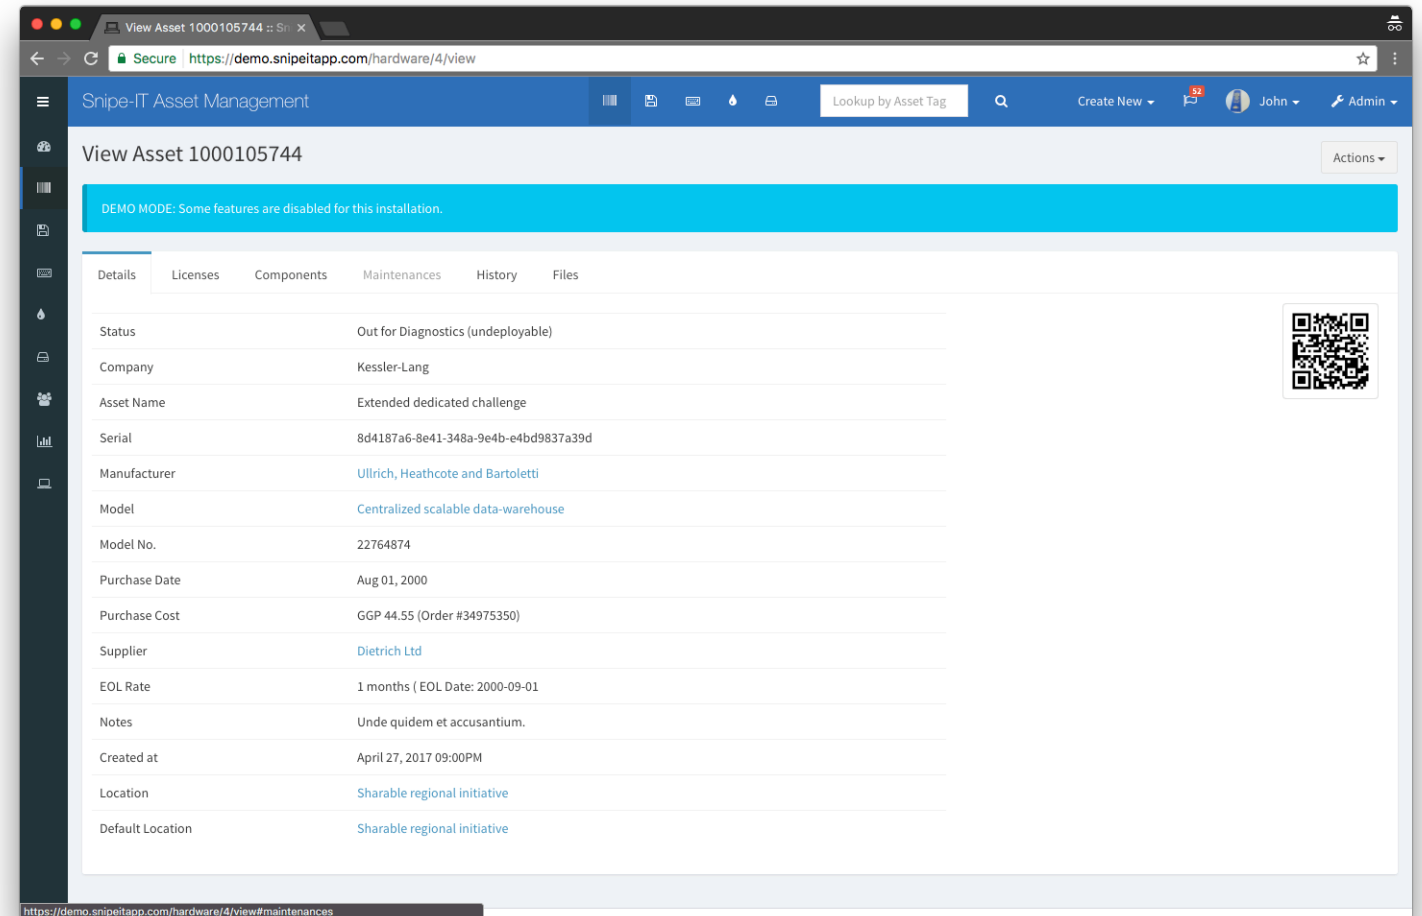 View Asset 1000105744 :: Sn
Secure https://demo.snipeitapp.com/hardware/4/view
Snipe-IT Asset Management Lookup by Asset Tag Create New 52 John Admin
View Asset 1000105744 Actions
DEMO MODE: Some features are disabled for this installation.
Details Licenses Components Maintenances History Files
Status Out for Diagnostics (undeployable)
Company Kessler-Lang
Asset Name Extended dedicated challenge
Serial 8d4187a6-8e41-348a-9e4b-e4bd9837a39d
Manufacturer Ullrich, Heathcote and Bartoletti
Model Centralized scalable data-warehouse
Model No. 22764874
Purchase Date Aug 01, 2000
Purchase Cost GGP 44.55 (Order #34975350)
Supplier Dietrich Ltd
EOL Rate 1 months ( EOL Date: 2000-09-01
Notes Unde quidem et accusantium.
Created at April 27, 2017 09:00PM
Location Sharable regional initiative
Default Location Sharable regional initiative
https://demo.snipeitapp.com/hardware/4/view#maintenances